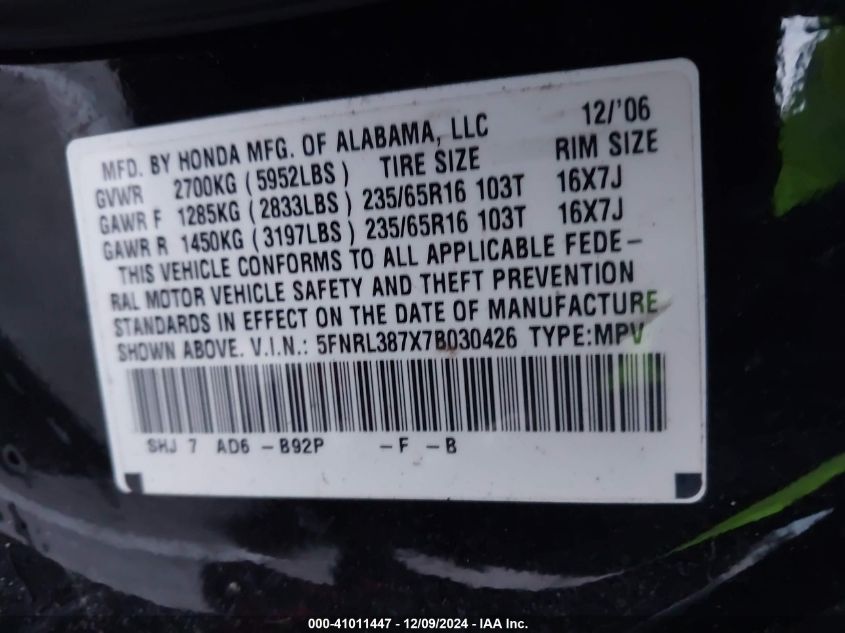 MFD. BY HONDA MFG. OF ALABAMA, LLC 12/'06
GVWR 2700KG (5952LBS) TIRE SIZE RIM SIZE
GAWR F 1285KG (2833LBS) 235/65R16 103T 16X7J
GAWR R 1450KG (3197LBS) 235/65R16 103T 16X7J
THIS VEHICLE CONFORMS TO ALL APPLICABLE FEDE-
RAL MOTOR VEHICLE SAFETY AND THEFT PREVENTION
STANDARDS IN EFFECT ON THE DATE OF MANUFACTURE
SHOWN ABOVE. V.I.N.: 5FNRL387X7B030426 TYPE:MPV
SHJ 7 AD6 -B92P -F -B
000-41011447 - 12/09/2024 - IAA Inc.